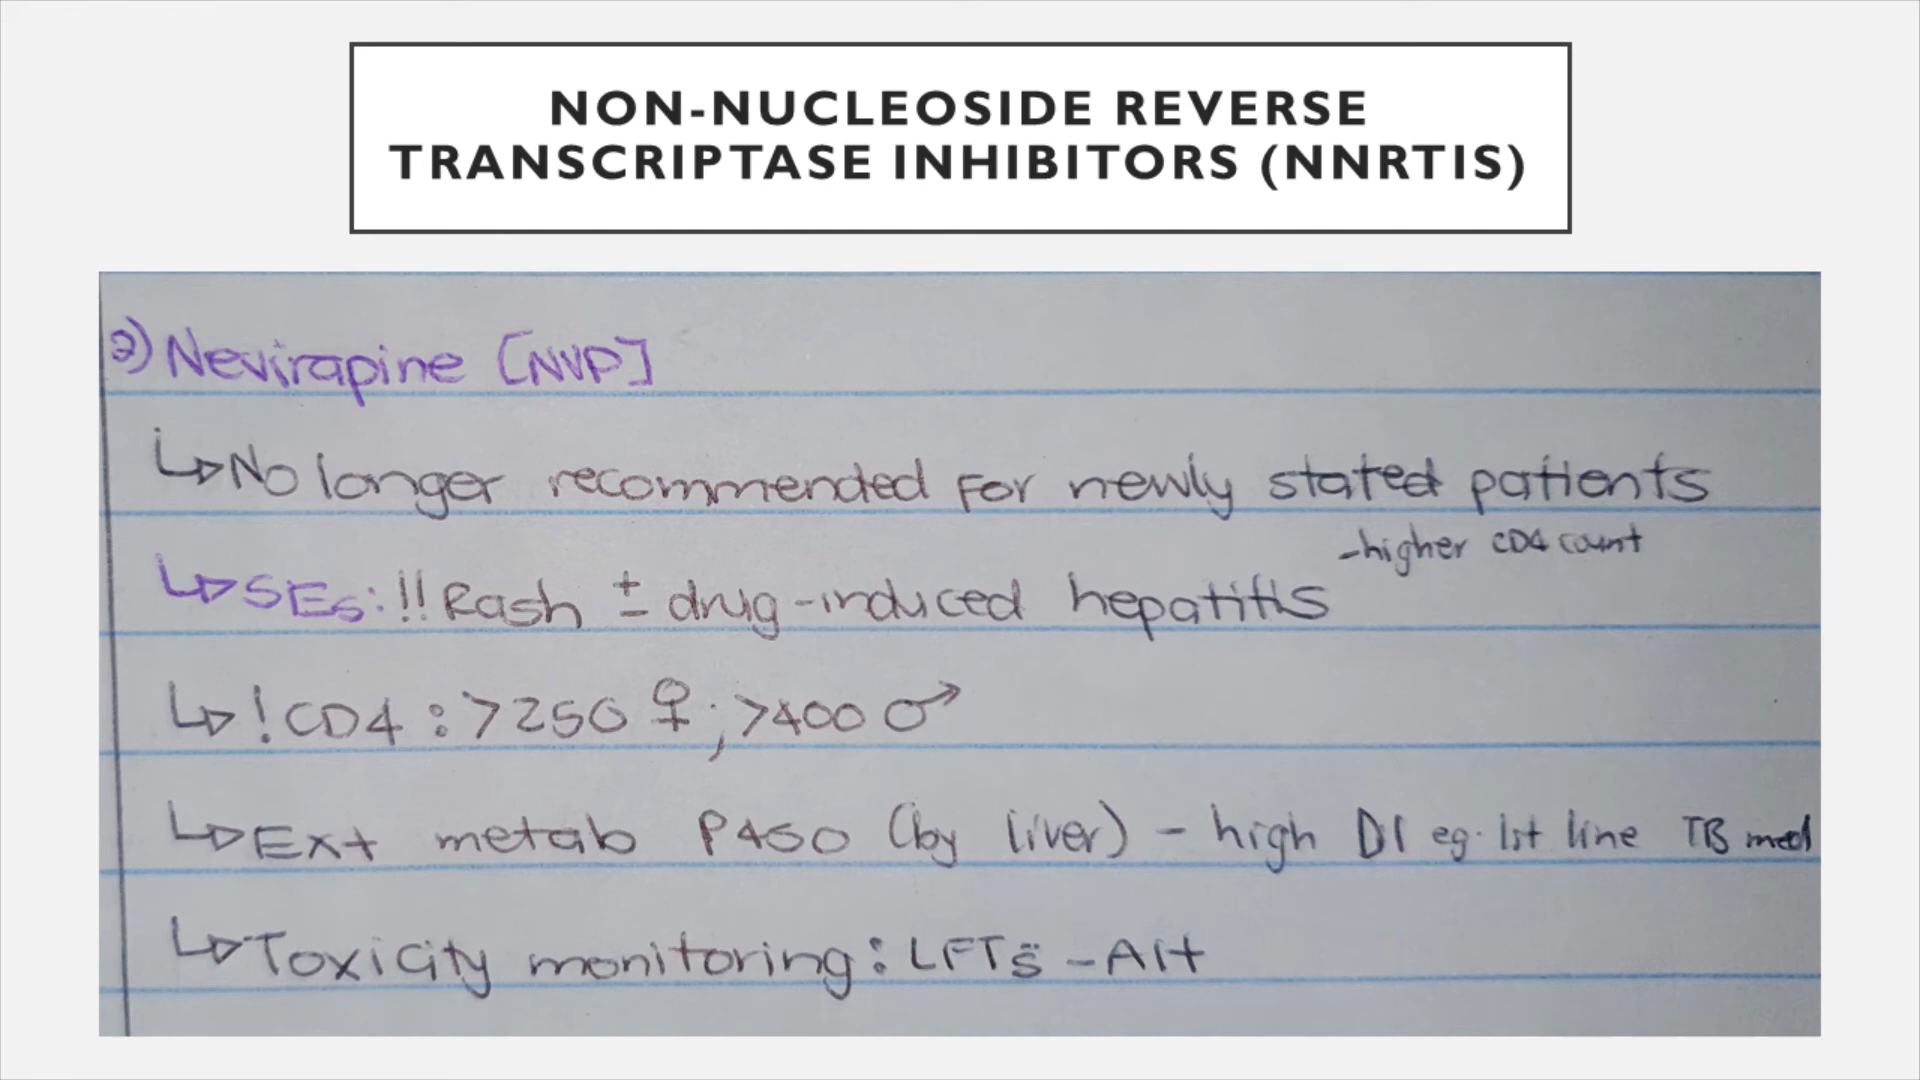 NON-NUCLEOSIDE REVERSE
TRANSCRIPTASE INHIBITORS (NNRTIS)
2) Nevirapine [NVP]
↳ No longer recommended for newly stated patients
- higher CD4 count
↳ SEs: !! Rash ± drug-induced hepatitis
↳ ! CD4 : >250 ♀ ; >400 ♂
↳ Ext metab P450 (by liver) - high DI eg. 1st line TB med
↳ Toxicity monitoring: LFTs - Alt